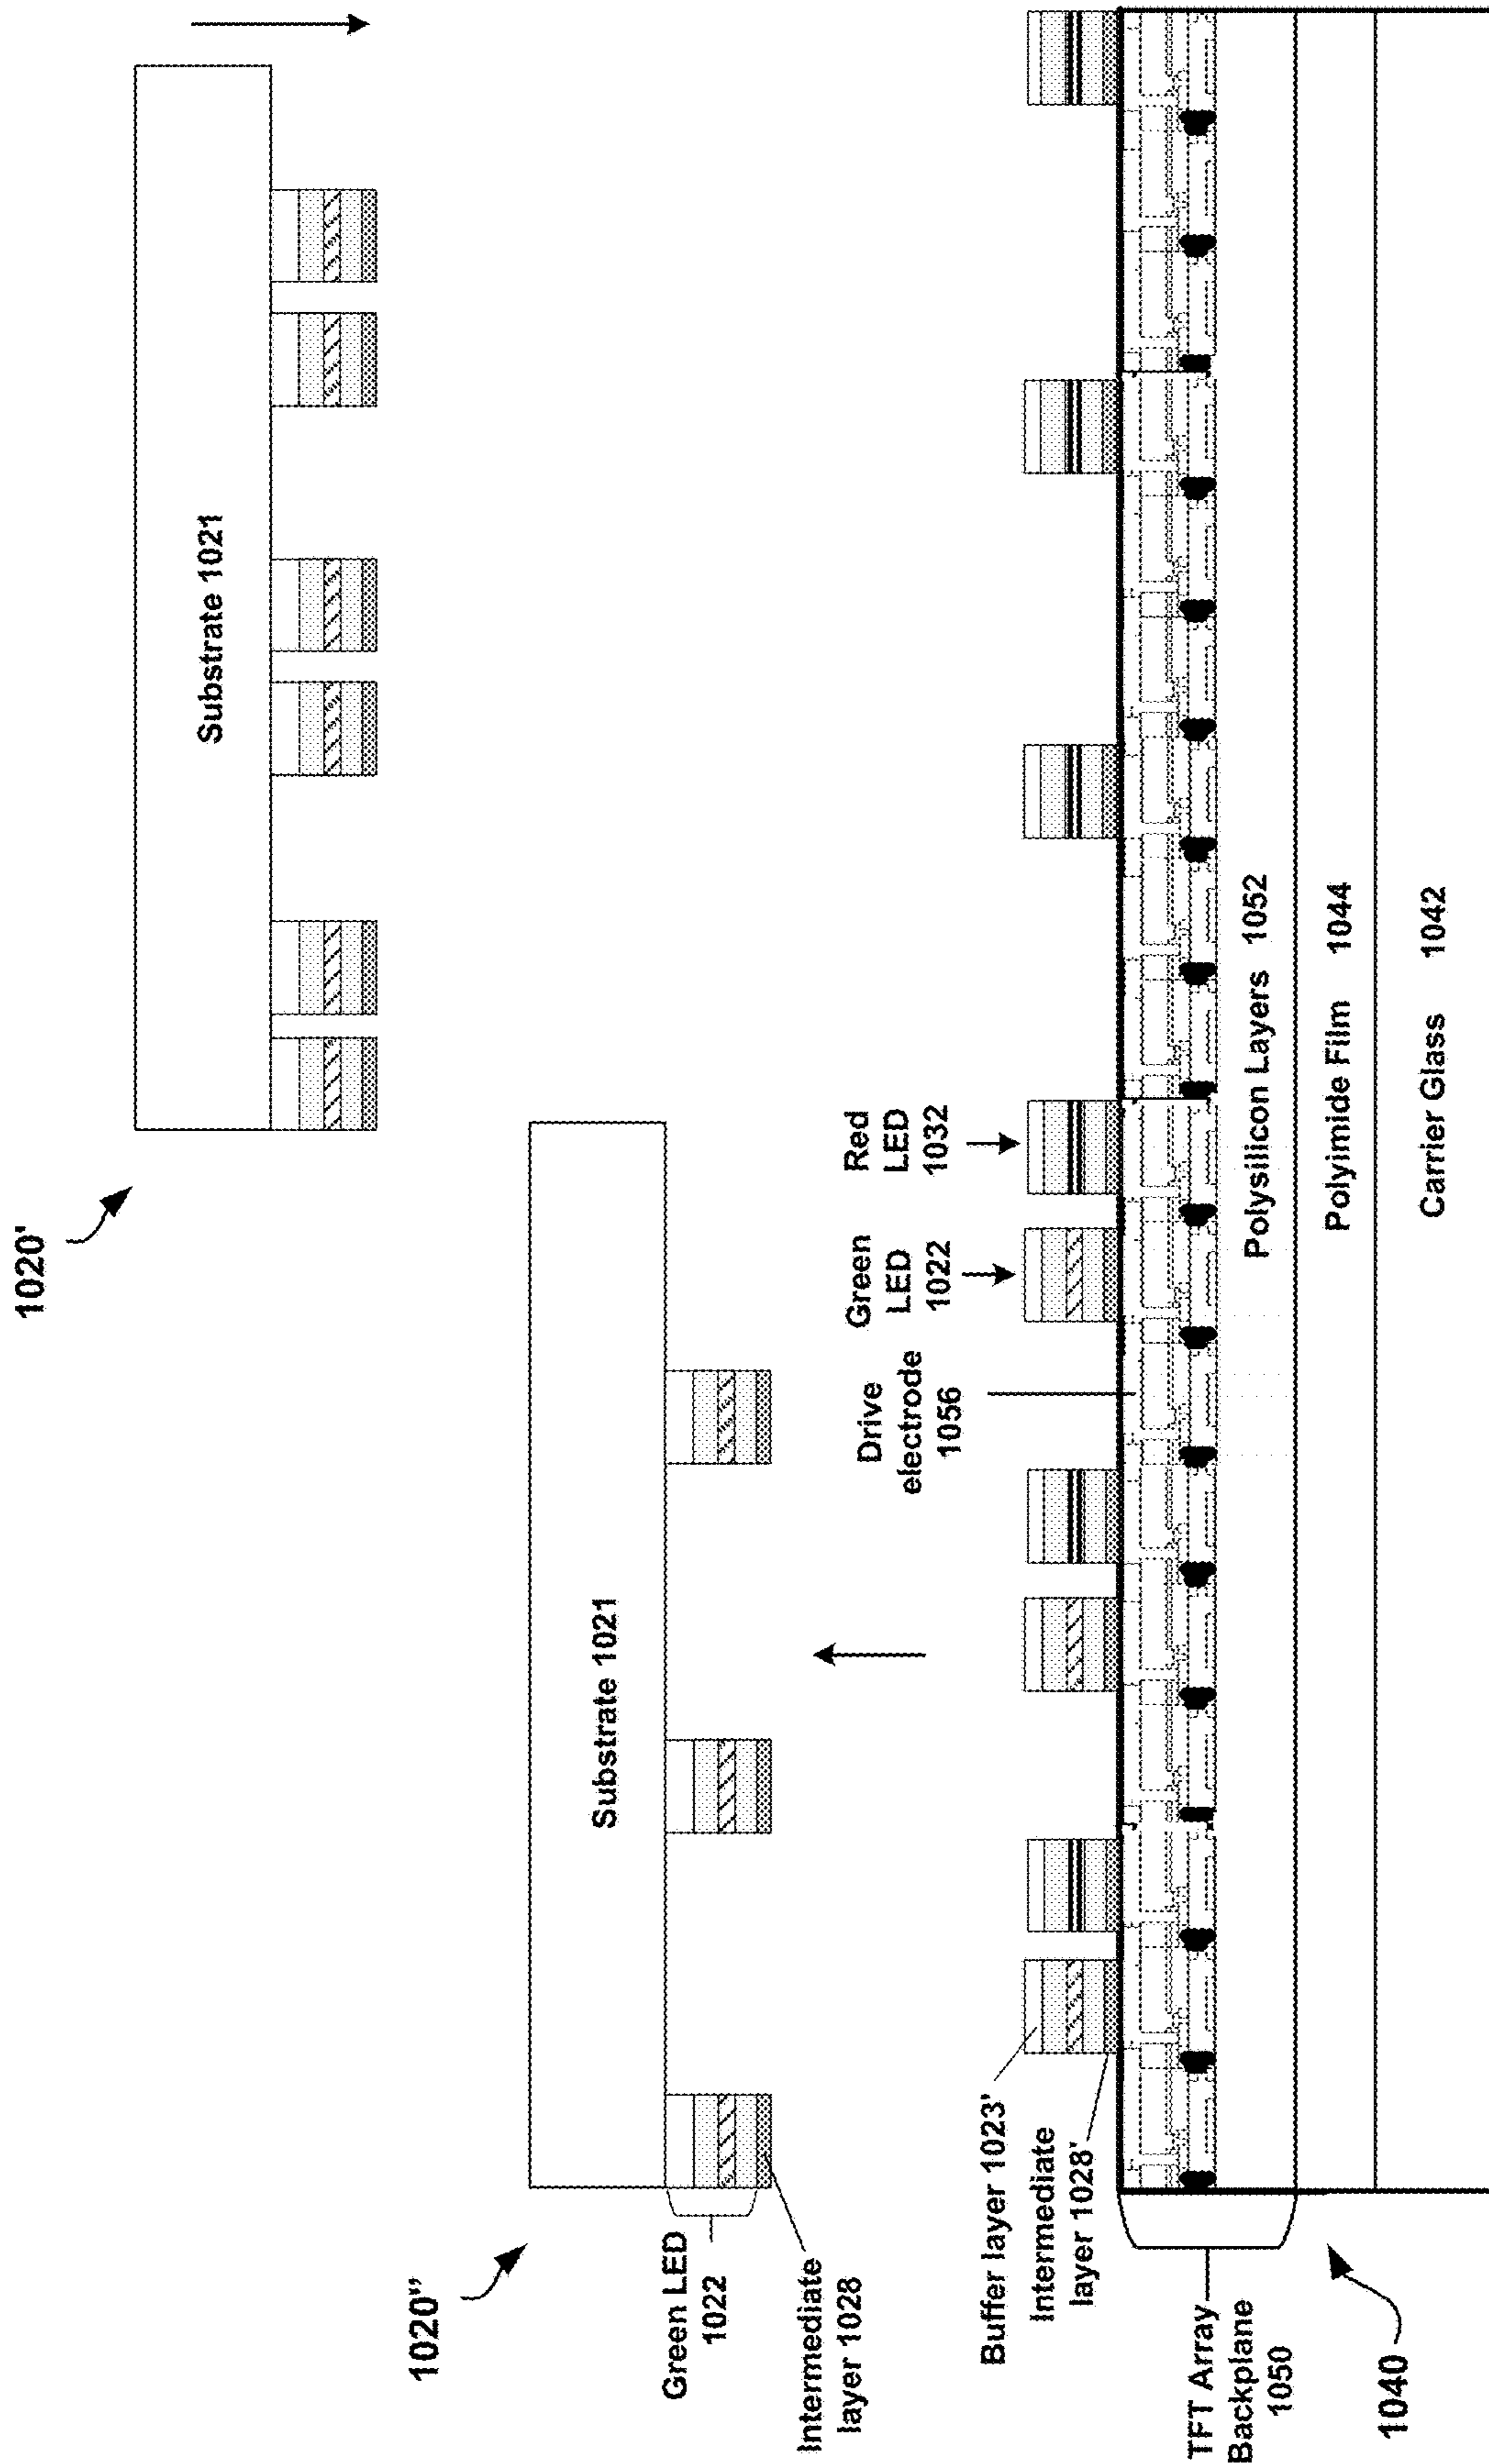 1020'
Substrate 1021
1020"
Substrate 1021
Green LED
1022
Intermediate
layer 1028
Drive
electrode
1056
Green
LED
1022
Red
LED
1032
Buffer layer 1023'
Intermediate
layer 1028'
TFT Array
Backplane
1050
Polysilicon Layers 1052
Polyimide Film 1044
Carrier Glass 1042
1040